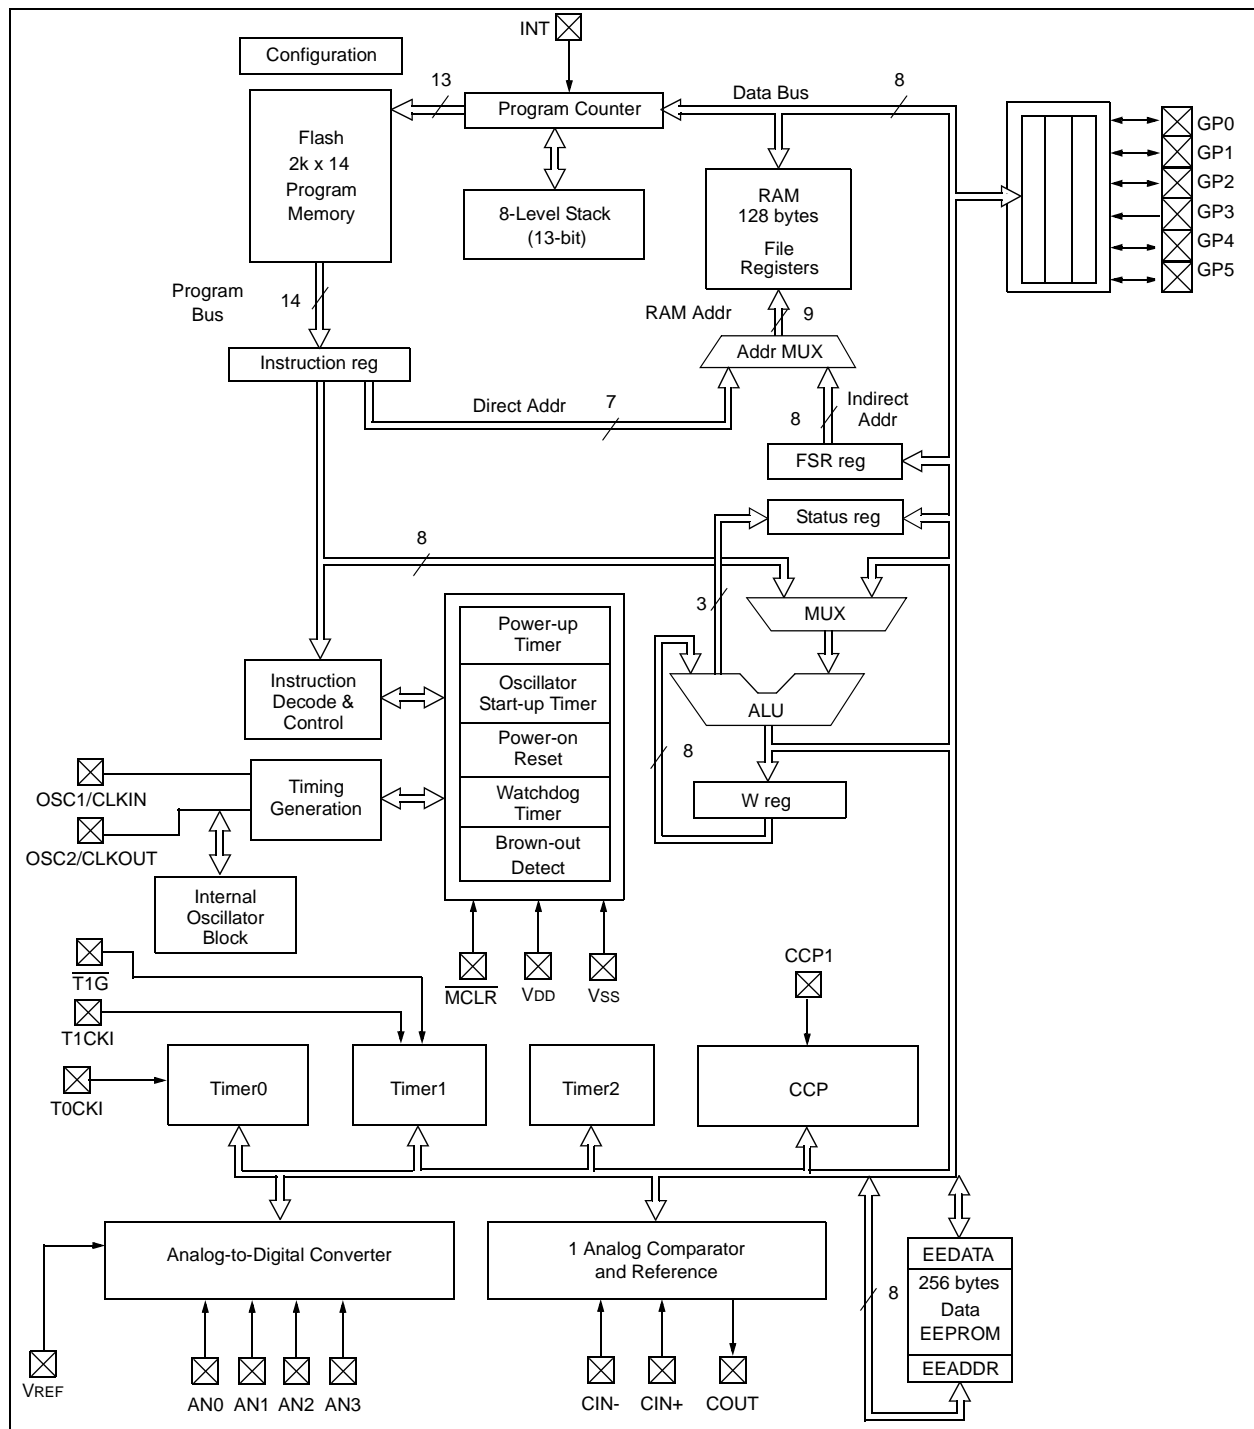 INT
Configuration
13
Program Counter
Data Bus
8
Flash
2k x 14
Program
Memory
8-Level Stack
(13-bit)
RAM
128 bytes
File
Registers
GP0
GP1
GP2
GP3
GP4
GP5
Program
Bus
14
RAM Addr
9
Addr MUX
Instruction reg
Direct Addr
7
8
Indirect
Addr
FSR reg
Status reg
8
3
MUX
Power-up
Timer
Instruction
Decode &
Control
Oscillator
Start-up Timer
ALU
Power-on
Reset
8
OSC1/CLKIN
Timing
Generation
Watchdog
Timer
W reg
OSC2/CLKOUT
Brown-out
Detect
Internal
Oscillator
Block
T1G
MCLR
VDD
VSS
CCP1
T1CKI
T0CKI
Timer0
Timer1
Timer2
CCP
Analog-to-Digital Converter
1 Analog Comparator
and Reference
EEDATA
8
256 bytes
Data
EEPROM
EEADDR
VREF
AN0
AN1
AN2
AN3
CIN-
CIN+
COUT